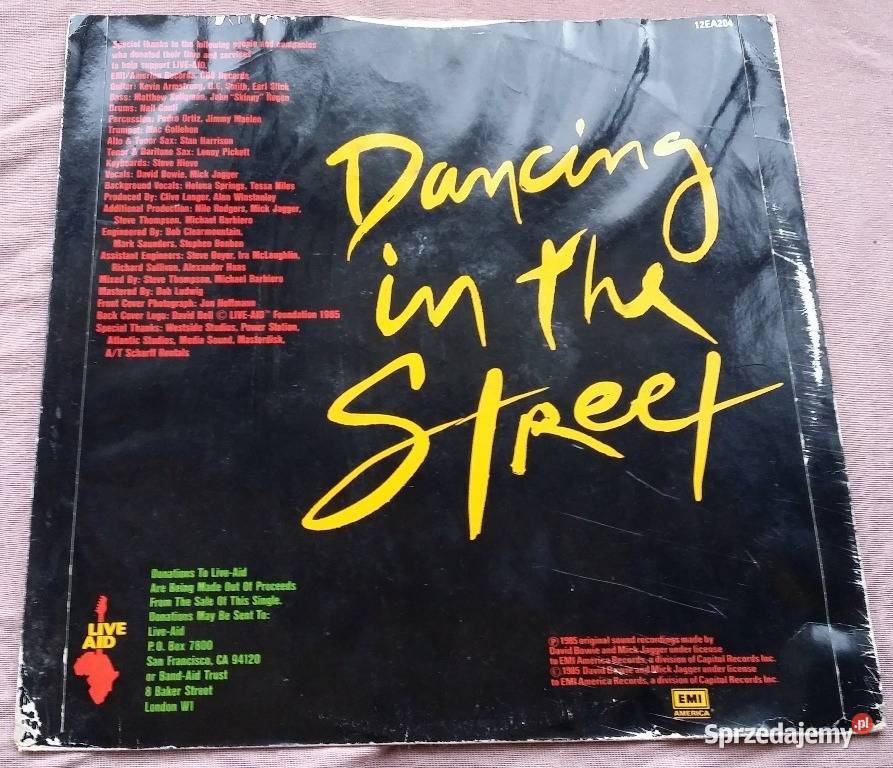 12EA204
Special thanks to the following people and companies
who donated their time and services
to help support LIVE-AID.
EMI/America Records, CBS Records
Guitar: Kevin Armstrong, G.E. Smith, Earl Slick
Bass: Matthew Seligman, John "Skinny" Regan
Drums: Neil Conti
Percussion: Pedro Ortiz, Jimmy Maelen
Trumpet: Mac Gollehon
Alto & Tenor Sax: Stan Harrison
Tenor & Baritone Sax: Lenny Pickett
Keyboards: Steve Nieve
Vocals: David Bowie, Mick Jagger
Background Vocals: Helena Springs, Tessa Niles
Produced By: Clive Langer, Alan Winstanley
Additional Production: Nile Rodgers, Mick Jagger,
Steve Thompson, Michael Barbiero
Engineered By: Bob Clearmountain,
Mark Saunders, Stephen Benben
Assistant Engineers: Steve Boyer, Ira McLaughlin,
Richard Sullivan, Alexander Haas
Mixed By: Steve Thompson, Michael Barbiero
Mastered By: Bob Ludwig
Front Cover Photograph: Jon Hoffmann
Back Cover Logo: David Bell © LIVE-AID™ Foundation 1985
Special Thanks: Westside Studios, Power Station,
Atlantic Studios, Media Sound, Masterdisk,
A/T Scharff Rentals
Dancing
in the
Street
Donations To Live-Aid
Are Being Made Out Of Proceeds
From The Sale Of This Single.
Donations May Be Sent To:
Live-Aid
P.O. Box 7800
San Francisco, CA 94120
or Band-Aid Trust
8 Baker Street
London W1
LIVE
AID
℗ 1985 original sound recordings made by
David Bowie and Mick Jagger under license
to EMI America Records, a division of Capitol Records Inc.
© 1985 David Bowie and Mick Jagger under license
to EMI America Records, a division of Capitol Records, Inc.
EMI
AMERICA
Sprzedajemy.pl